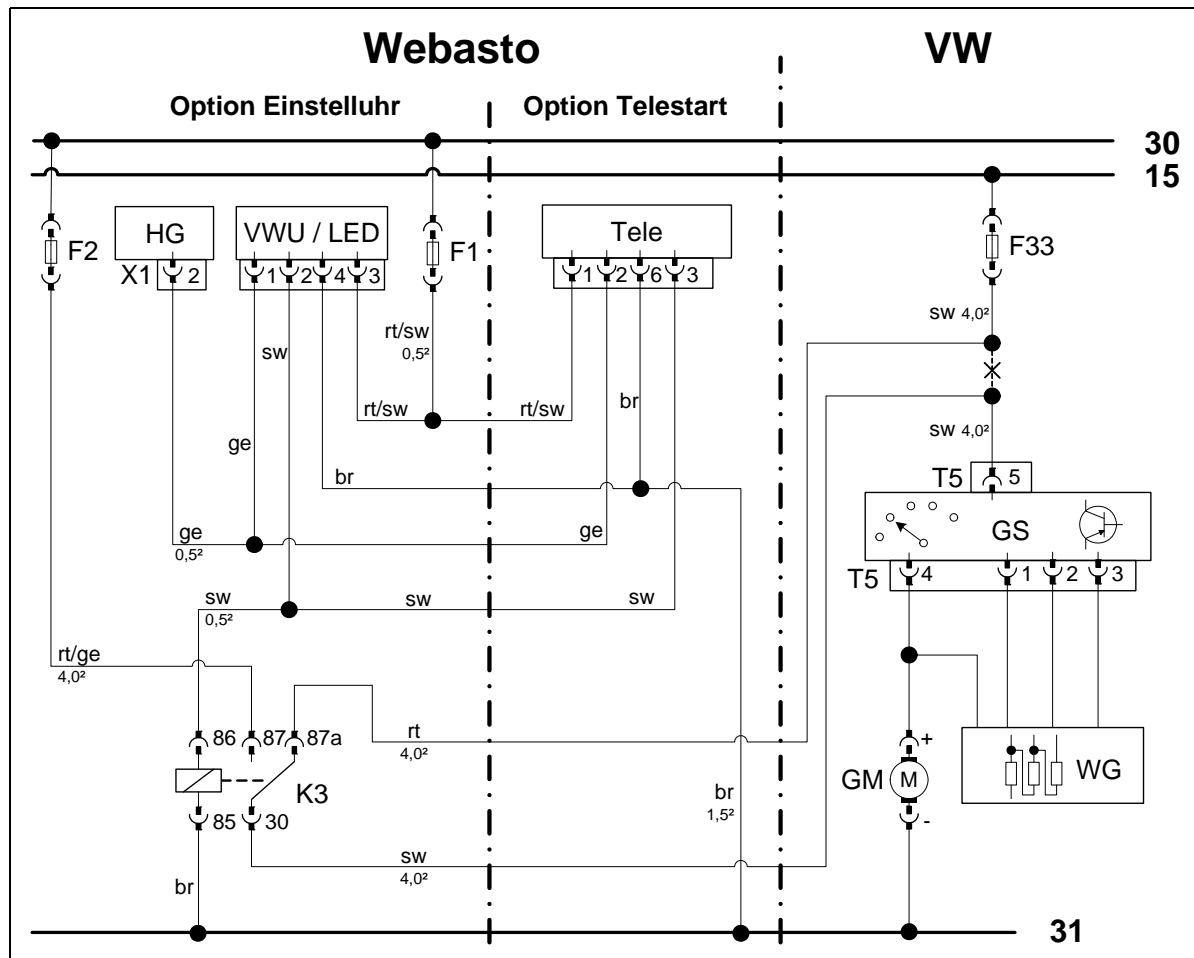 Webasto VW
Option Einstelluhr Option Telestart
30
15
HG VWU / LED Tele
F2 F1 F33
X1 2 1 2 4 3 1 2 6 3
rt/sw
0,5²
sw 4,0²
sw
rt/sw rt/sw br
ge sw 4,0²
br T5 5
ge
0,5²
ge GS
T5 4 1 2 3
sw
0,5²
sw sw
rt/ge
4,0²
86 87 87a rt
4,0²
+
GM M WG
K3
-
85 30 br
1,5²
sw
4,0²
br
31